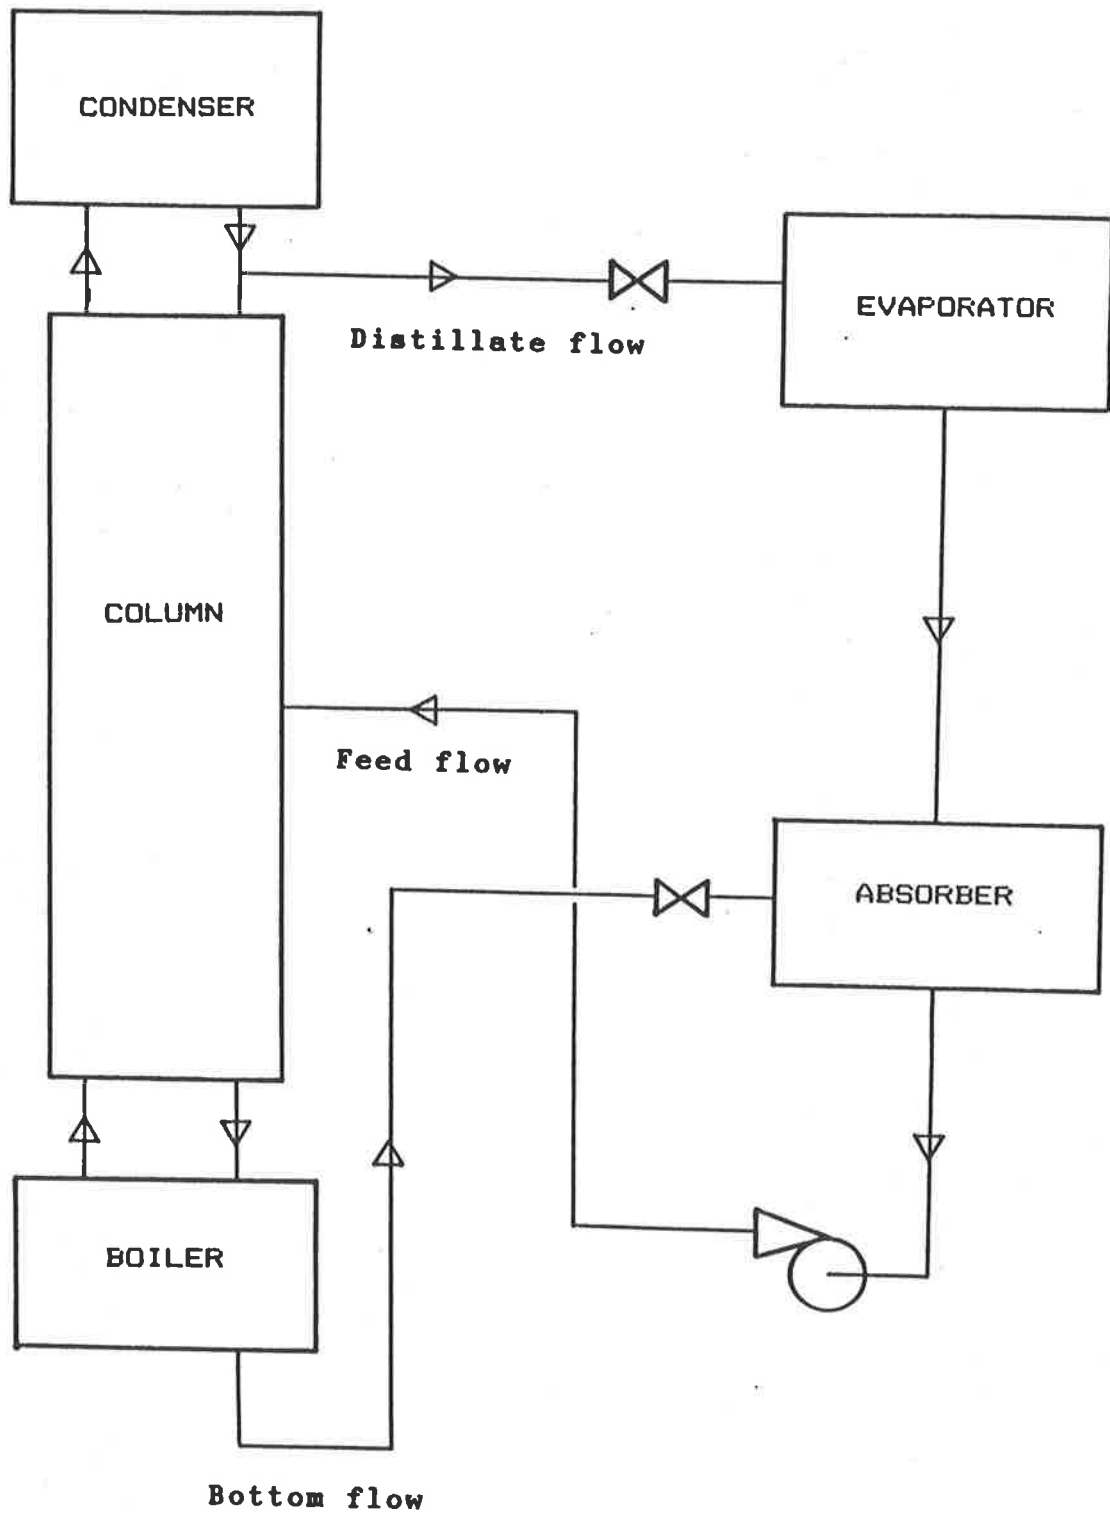 CONDENSER
EVAPORATOR
Distillate flow
COLUMN
Feed flow
ABSORBER
BOILER
Bottom flow